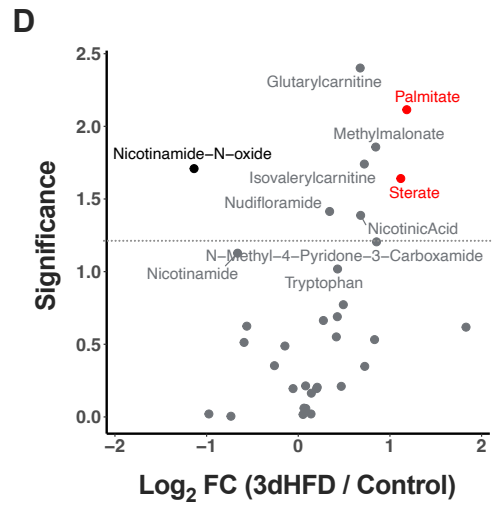 D
2.5
Glutarylcarnitine
Palmitate
2.0
Methylmalonate
Nicotinamide−N−oxide
Isovalerylcarnitine
Sterate
1.5
Nudifloramide
NicotinicAcid
N−Methyl−4−Pyridone−3−Carboxamide
Nicotinamide
1.0
Tryptophan
0.5
0.0
Significance
−2 −1 0 1 2
Log2 FC (3dHFD / Control)